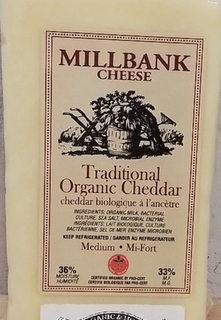 MILLBANK
CHEESE
Traditional
Organic Cheddar
cheddar biologique à l'ancêtre
INGREDIENTS: ORGANIC MILK, BACTERIAL
CULTURE, SEA SALT, MICROBIAL ENZYME
INGRÉDIENTS: LAIT BIOLOGIQUE, CULTURE
BACTÉRIENNE, SEL DE MER ENZYME MICROBIEN
KEEP REFRIGERATED / GARDER AU REFRIGERATEUR
Medium • Mi-Fort
36%
MOISTURE
HUMIDITÉ
33%
M.F.
M.G.
CERTIFIED ORGANIC BY PRO-CERT
CERTIFIÉ BIOLOGIQUE PAR PRO-CERT